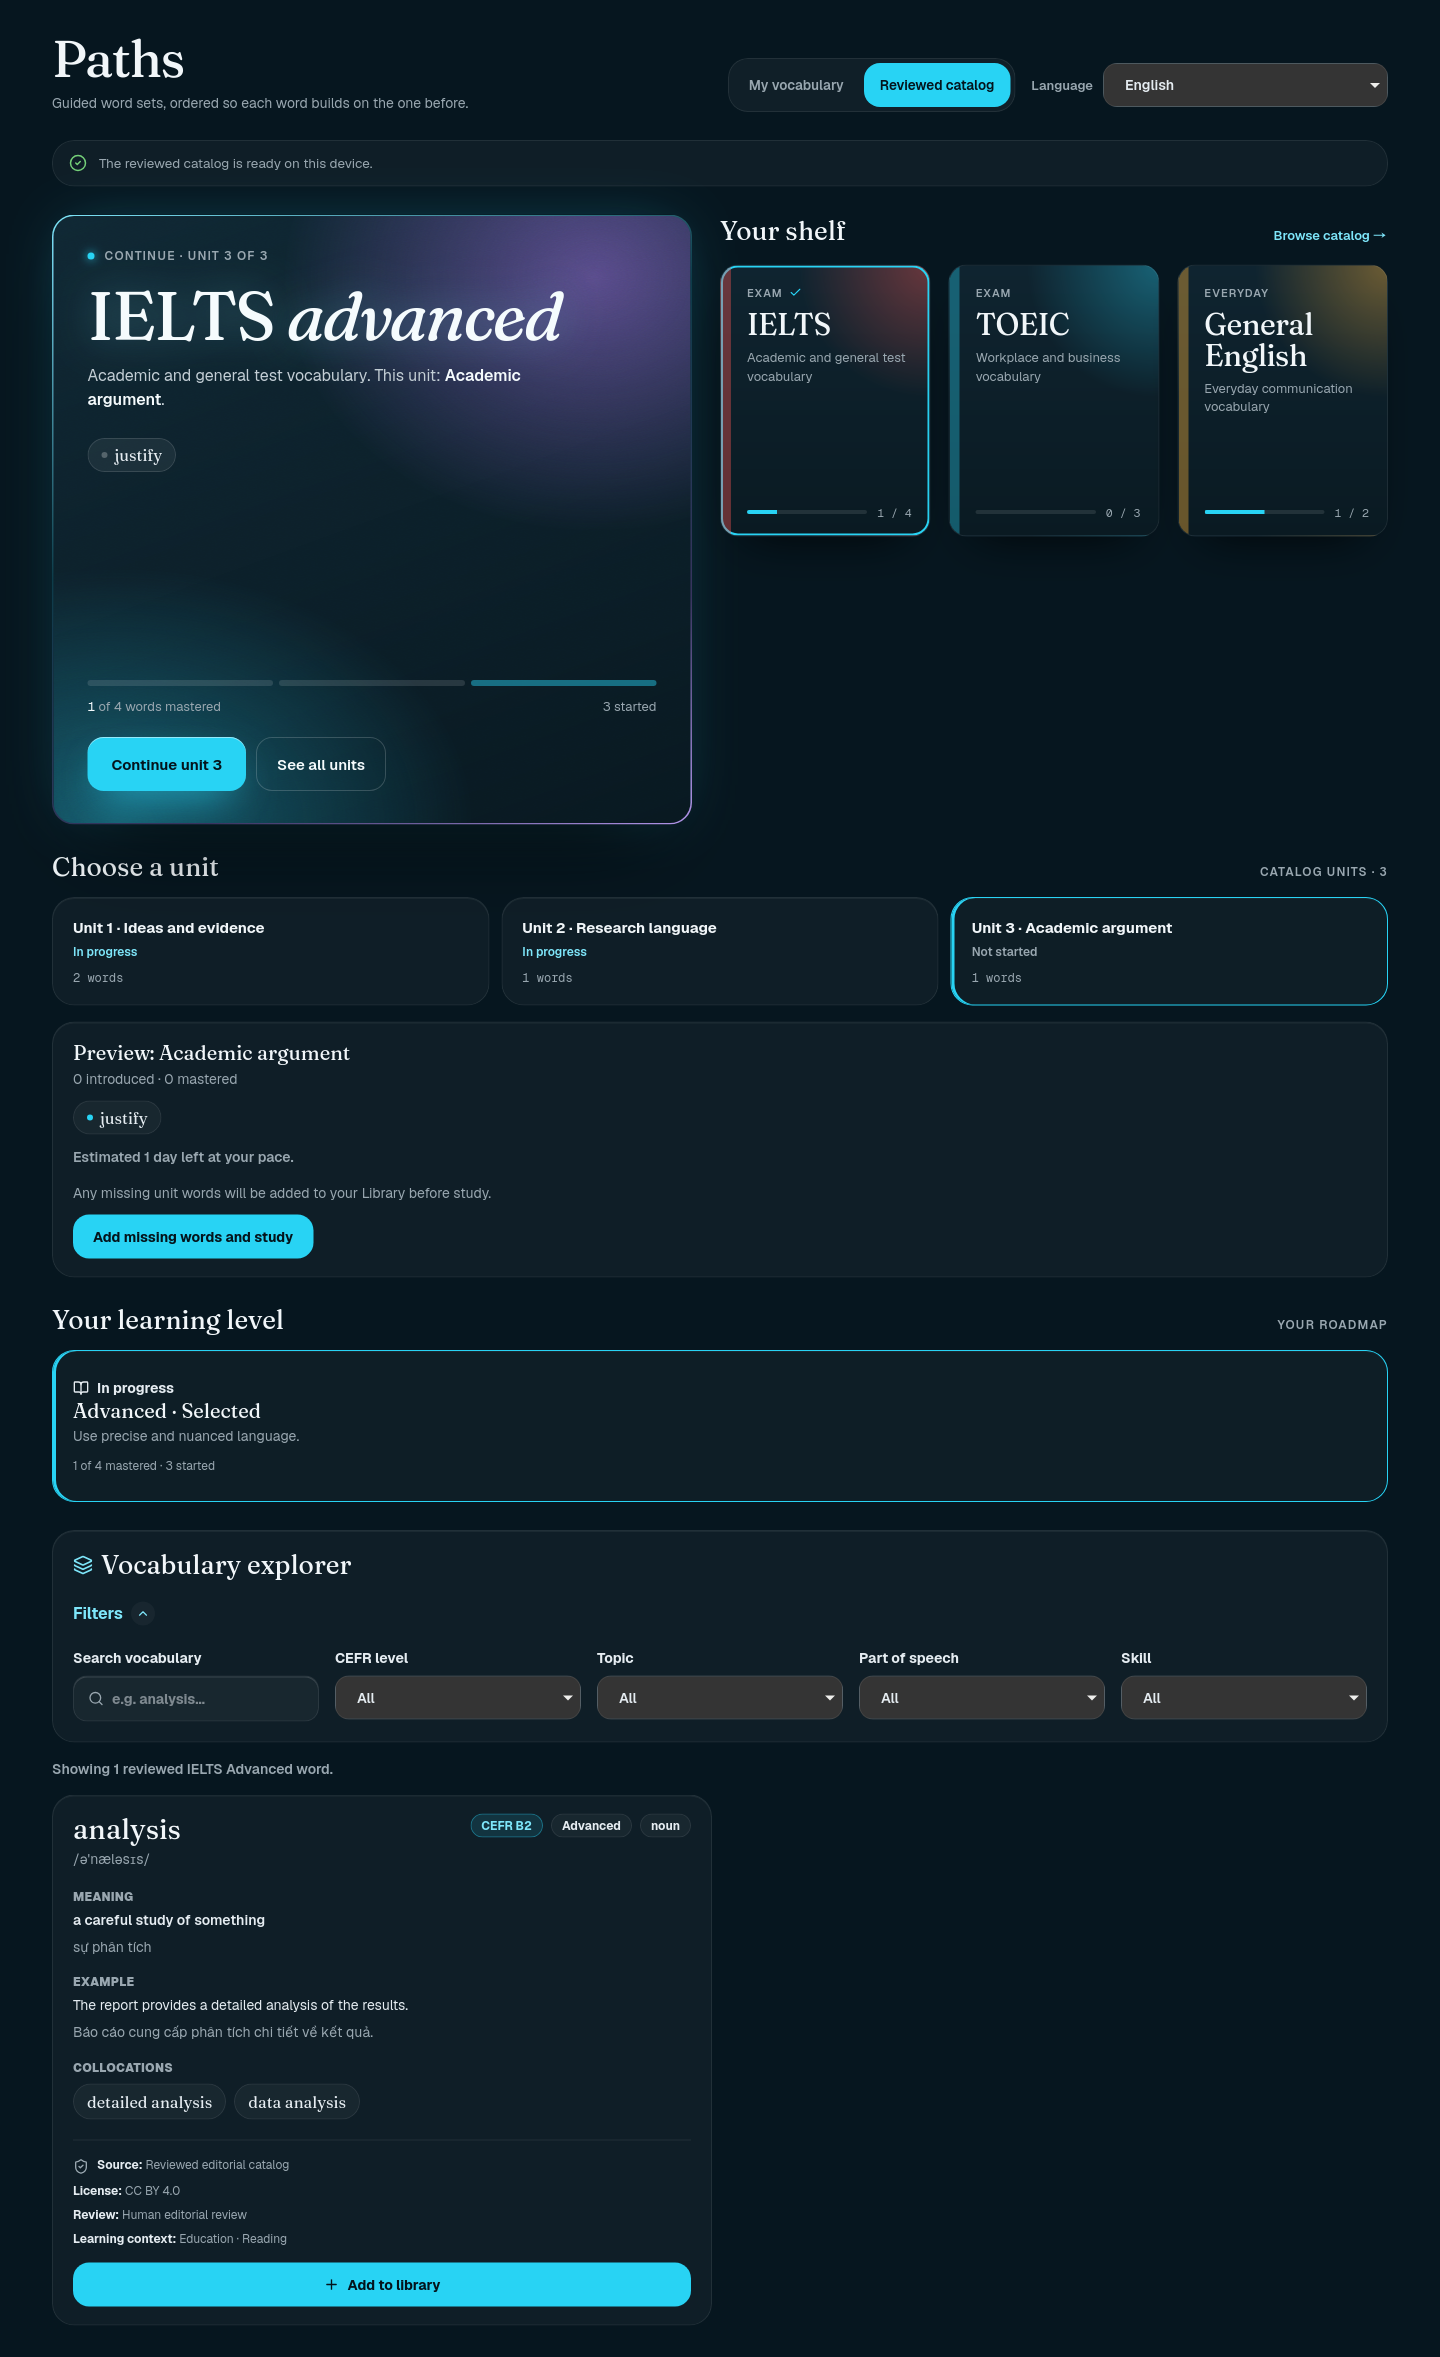 Paths
Guided word sets, ordered so each word builds on the one before.
My vocabulary
Reviewed catalog
Language
English
The reviewed catalog is ready on this device.
CONTINUE · UNIT 3 OF 3
IELTS advanced
Academic and general test vocabulary. This unit: Academic
argument.
justify
1 of 4 words mastered
3 started
Continue unit 3
See all units
Your shelf
Browse catalog →
EXAM
IELTS
Academic and general test
vocabulary
1 / 4
EXAM
TOEIC
Workplace and business
vocabulary
0 / 3
EVERYDAY
General
English
Everyday communication
vocabulary
1 / 2
Choose a unit
CATALOG UNITS · 3
Unit 1 · Ideas and evidence
In progress
2 words
Unit 2 · Research language
In progress
1 words
Unit 3 · Academic argument
Not started
1 words
Preview: Academic argument
0 introduced · 0 mastered
justify
Estimated 1 day left at your pace.
Any missing unit words will be added to your Library before study.
Add missing words and study
Your learning level
YOUR ROADMAP
In progress
Advanced · Selected
Use precise and nuanced language.
1 of 4 mastered · 3 started
Vocabulary explorer
Filters
Search vocabulary
e.g. analysis...
CEFR level
All
Topic
All
Part of speech
All
Skill
All
Showing 1 reviewed IELTS Advanced word.
analysis
CEFR B2
Advanced
noun
/əˈnæləsɪs/
MEANING
a careful study of something
sự phân tích
EXAMPLE
The report provides a detailed analysis of the results.
Báo cáo cung cấp phân tích chi tiết về kết quả.
COLLOCATIONS
detailed analysis
data analysis
Source: Reviewed editorial catalog
License: CC BY 4.0
Review: Human editorial review
Learning context: Education · Reading
+ Add to library